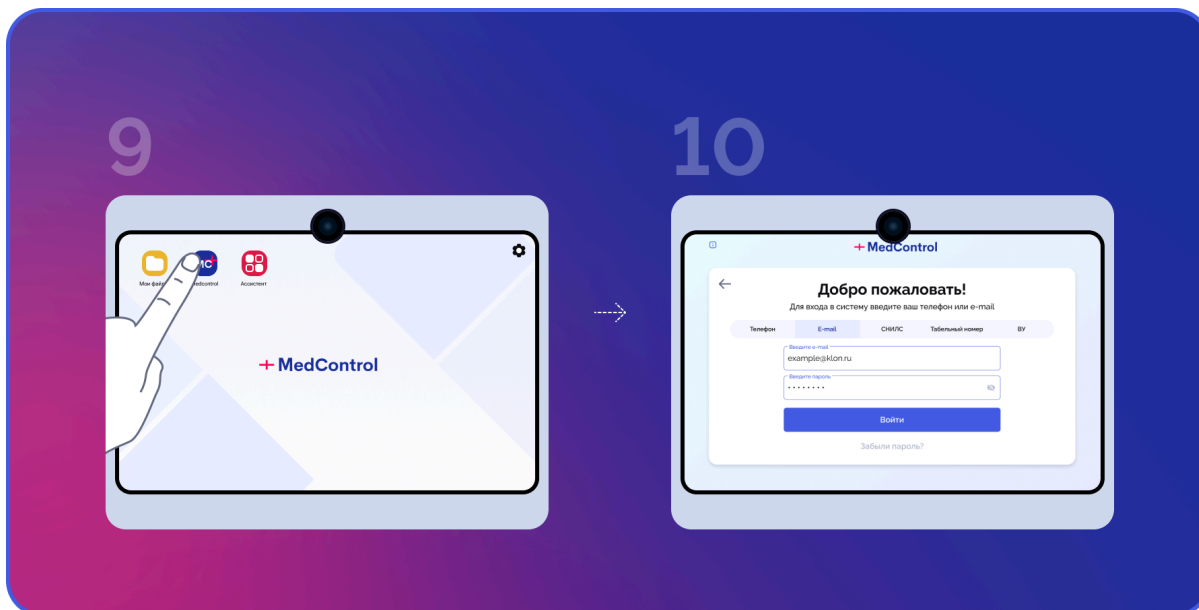 9
10
Мои файлы
Medcontrol
Ассистент
MedControl
MedControl
Добро пожаловать!
Для входа в систему введите ваш телефон или e-mail
Телефон E-mail СНИЛС Табельный номер ВУ
Введите e-mail
example@klon.ru
Введите пароль
Войти
Забыли пароль?